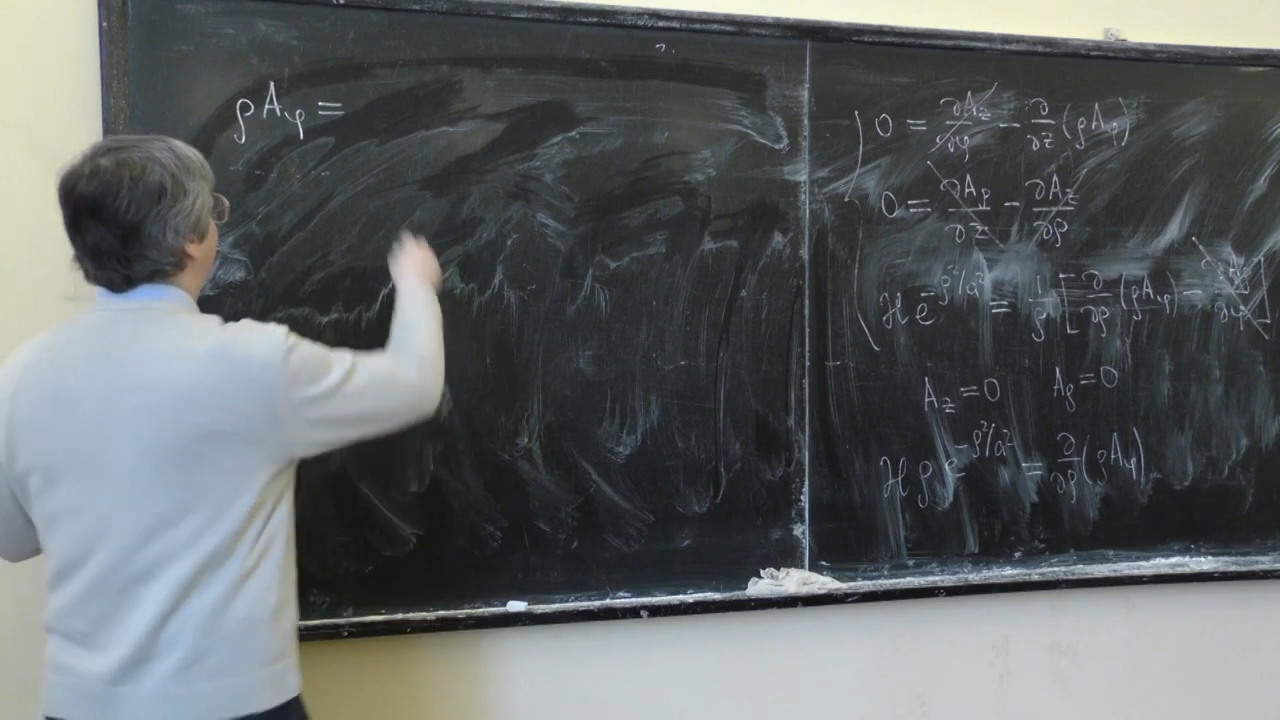 ρA_φ =
0 = ∂A_z/∂φ − ∂/∂z (ρA_φ)
0 = ∂A_ρ/∂z − ∂A_z/∂ρ
ℋ e^{−ρ²/a²} = 1/ρ [∂/∂ρ (ρA_φ) −
A_z = 0 A_ρ = 0
ℋ ρ e^{−ρ²/a²} = ∂/∂ρ (ρA_φ)